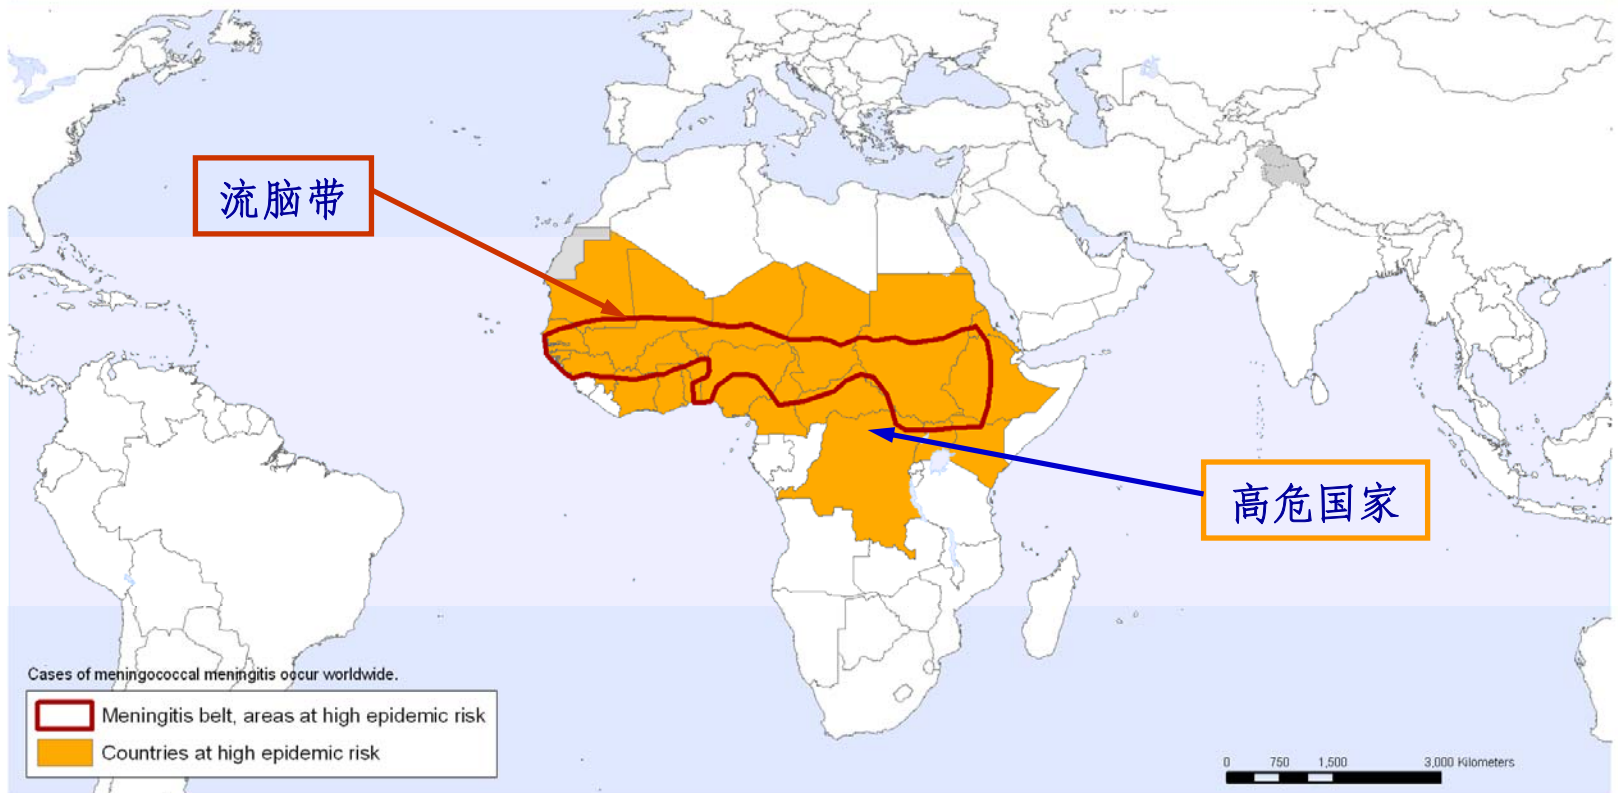 流脑带
高危国家
Cases of meningococcal meningitis occur worldwide.
Meningitis belt, areas at high epidemic risk
Countries at high epidemic risk
0 750 1,500 3,000 Kilometers